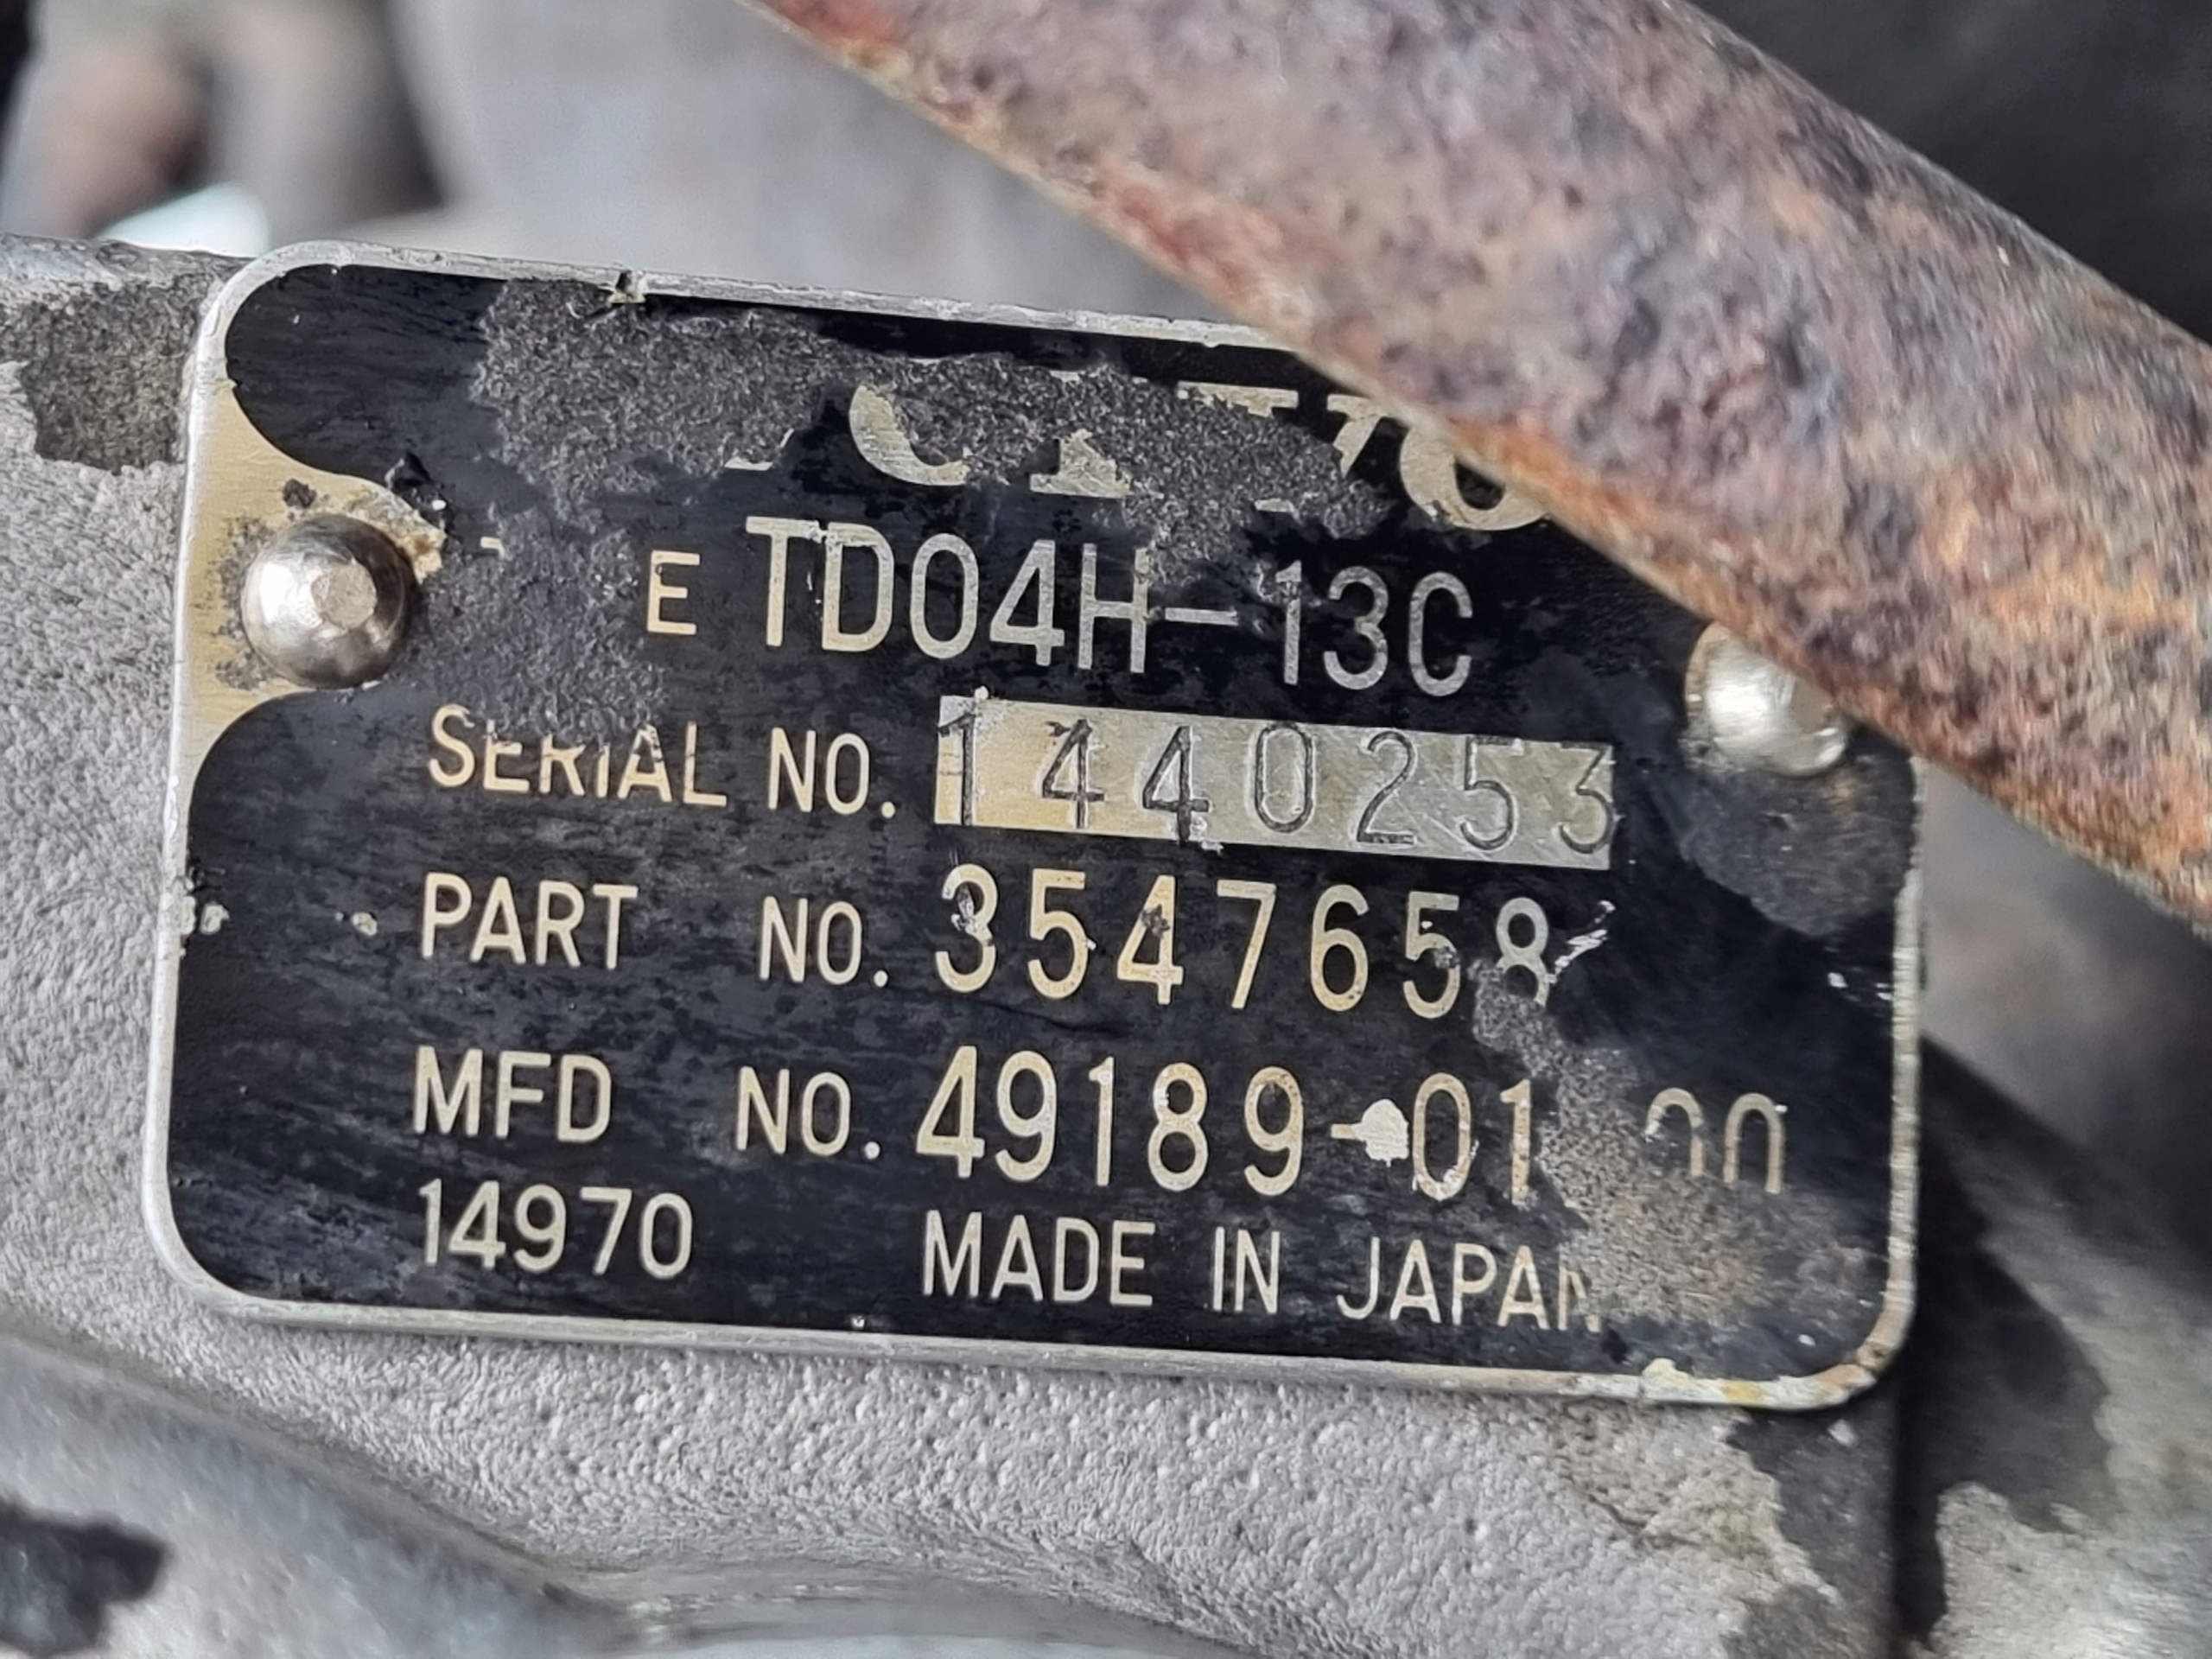 E TD04H-13C
SERIAL NO. 1440253
PART NO. 3547658
MFD NO. 49189-01
14970 MADE IN JAPAN